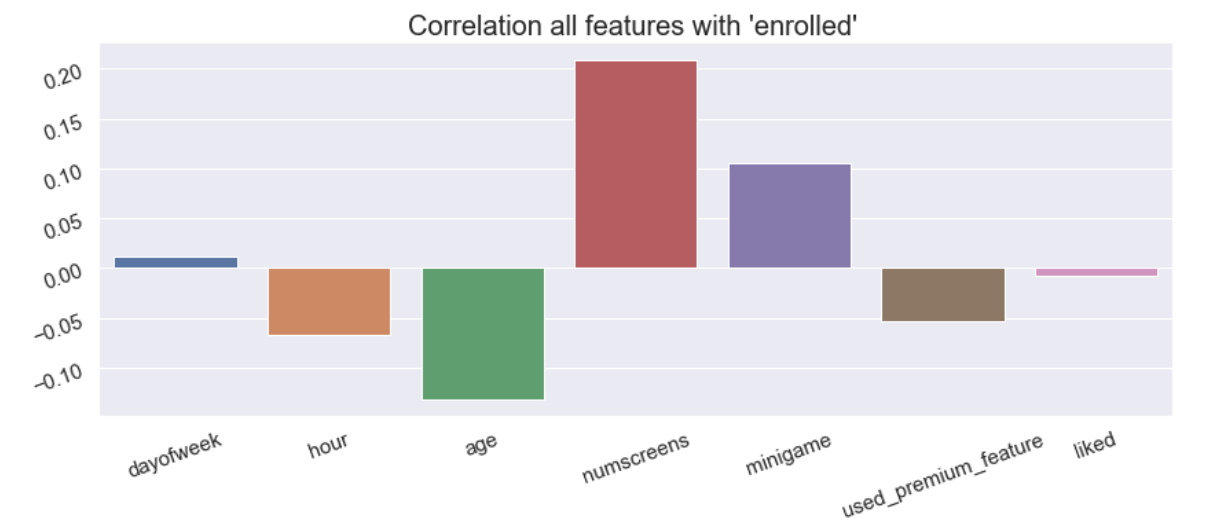 Correlation all features with 'enrolled'
0.20
0.15
0.10
0.05
0.00
−0.05
−0.10
dayofweek
hour
age
numscreens
minigame
used_premium_feature
liked